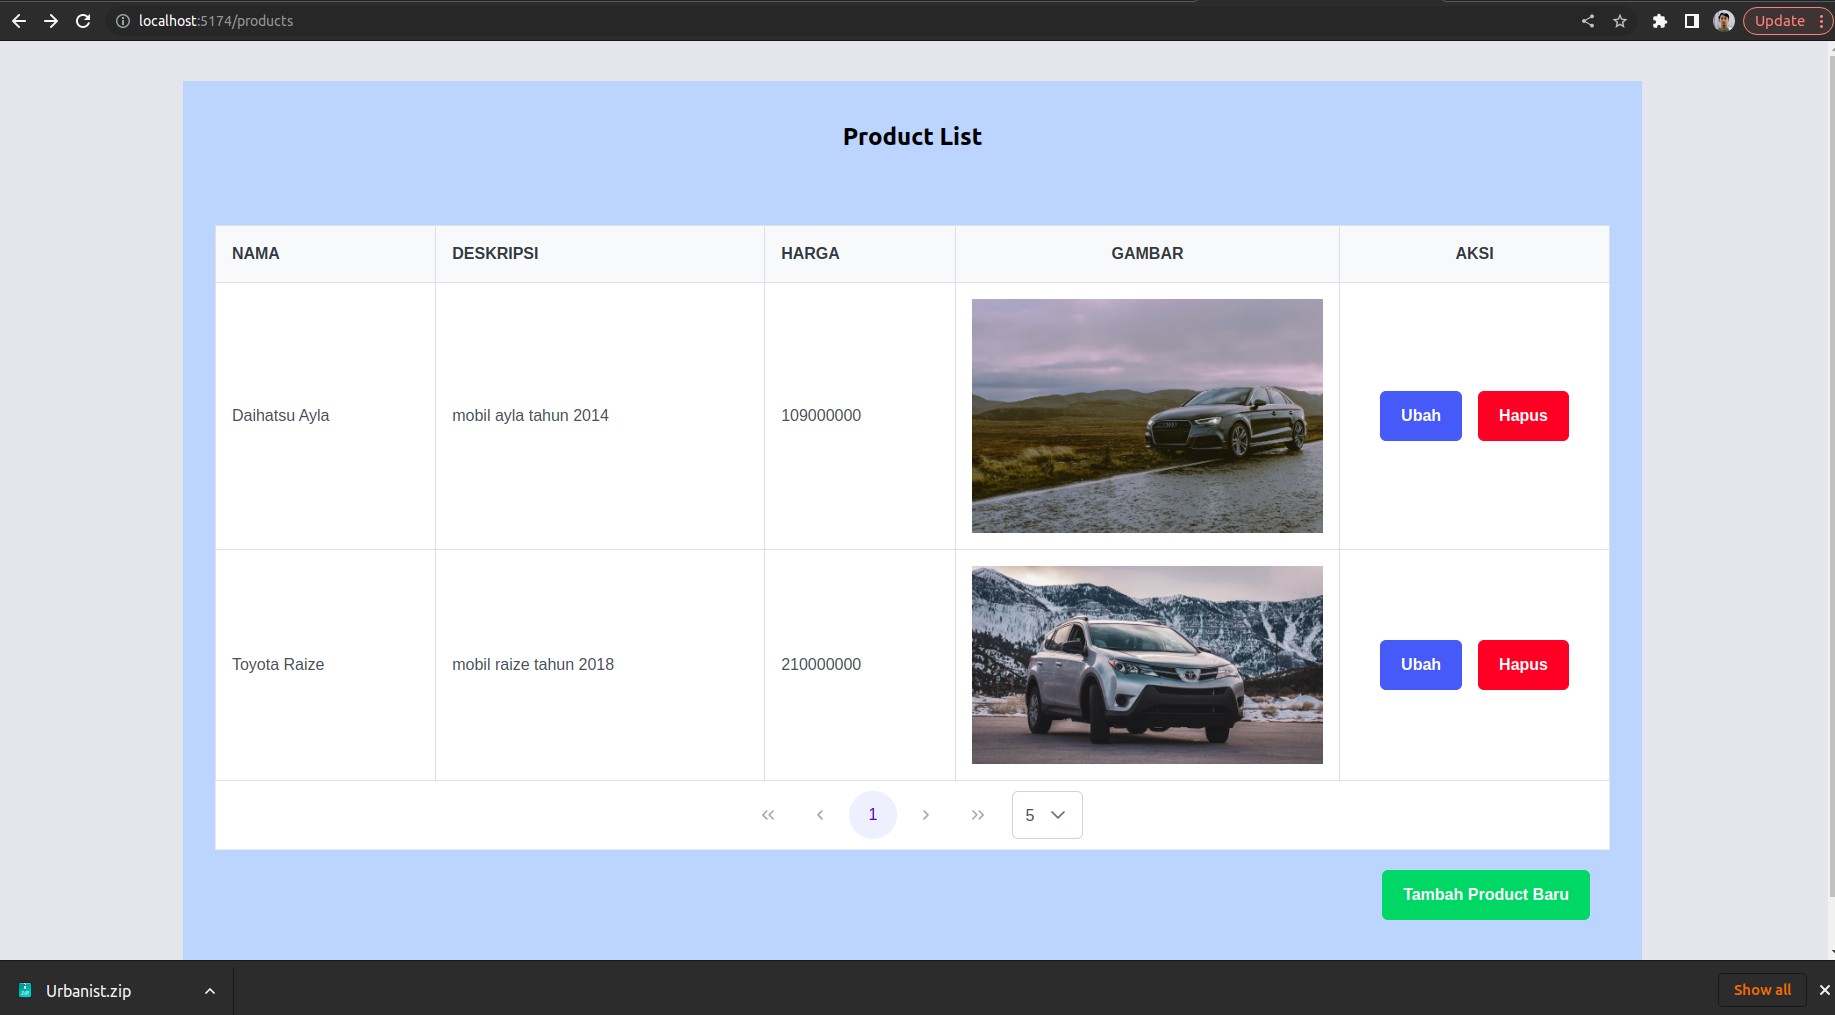 localhost:5174/products
Update
Product List
NAMA DESKRIPSI HARGA GAMBAR AKSI
Daihatsu Ayla mobil ayla tahun 2014 109000000 Ubah Hapus
Toyota Raize mobil raize tahun 2018 210000000 Ubah Hapus
1 5
Tambah Product Baru
Urbanist.zip Show all